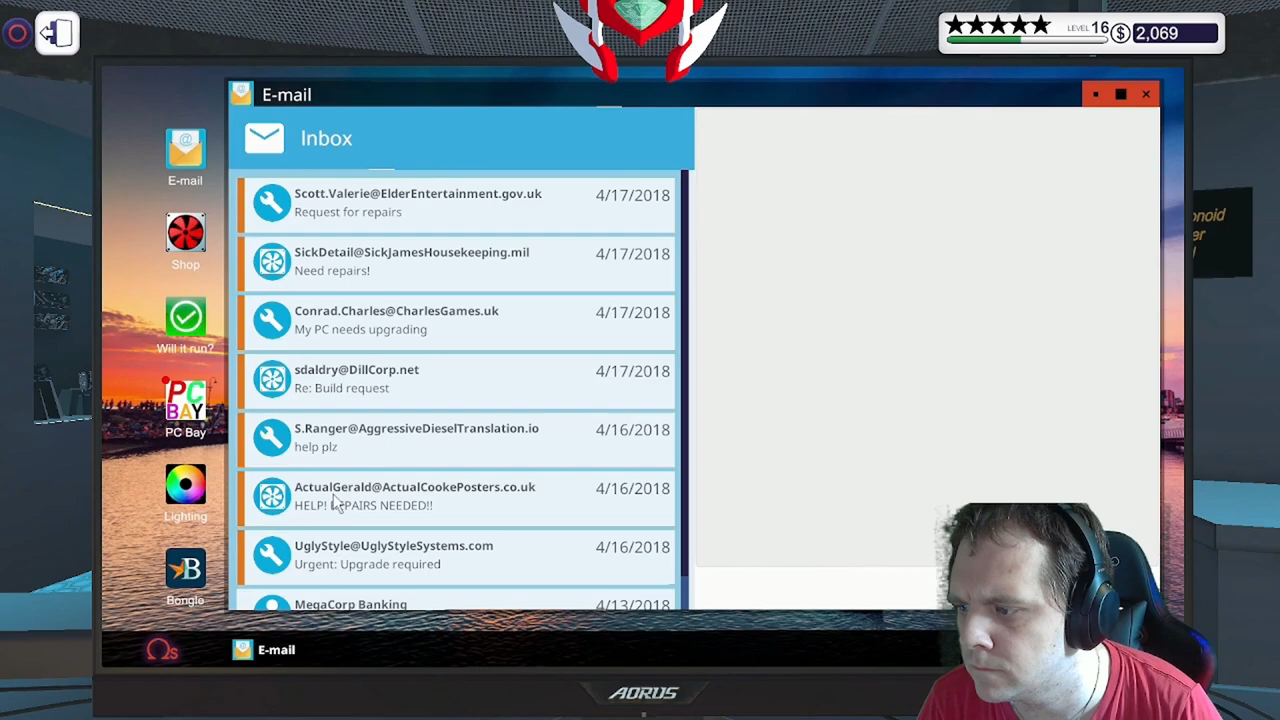 LEVEL 16 $ 2,069
E-mail
Inbox
E-mail
Shop
Will it run?
PC
BAY
PC Bay
Lighting
B
Bongle
Scott.Valerie@ElderEntertainment.gov.uk 4/17/2018
Request for repairs
SickDetail@SickJamesHousekeeping.mil 4/17/2018
Need repairs!
Conrad.Charles@CharlesGames.uk 4/17/2018
My PC needs upgrading
sdaldry@DillCorp.net 4/17/2018
Re: Build request
S.Ranger@AggressiveDieselTranslation.io 4/16/2018
help plz
ActualGerald@ActualCookePosters.co.uk 4/16/2018
HELP! REPAIRS NEEDED!!
UglyStyle@UglyStyleSystems.com 4/16/2018
Urgent: Upgrade required
MegaCorp Banking 4/13/2018
Ωs
E-mail
AORUS